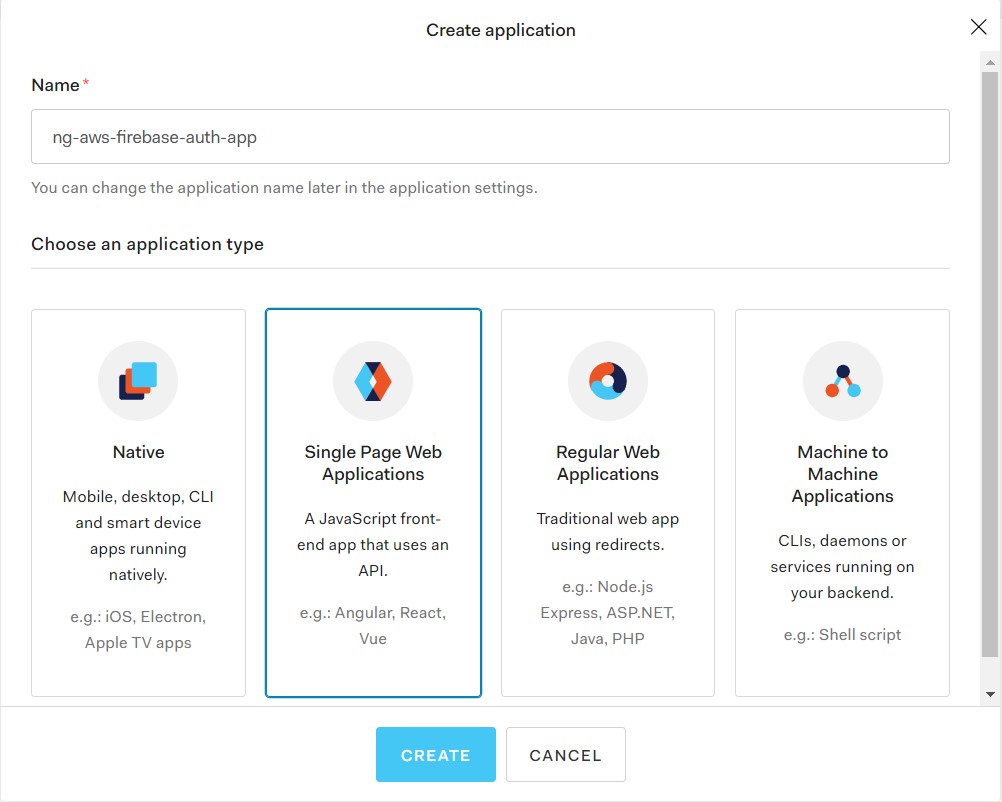 Create application
Name *
ng-aws-firebase-auth-app
You can change the application name later in the application settings.
Choose an application type
Native
Mobile, desktop, CLI
and smart device
apps running
natively.
e.g.: iOS, Electron,
Apple TV apps
Single Page Web
Applications
A JavaScript front-
end app that uses an
API.
e.g.: Angular, React,
Vue
Regular Web
Applications
Traditional web app
using redirects.
e.g.: Node.js
Express, ASP.NET,
Java, PHP
Machine to
Machine
Applications
CLIs, daemons or
services running on
your backend.
e.g.: Shell script
CREATE
CANCEL